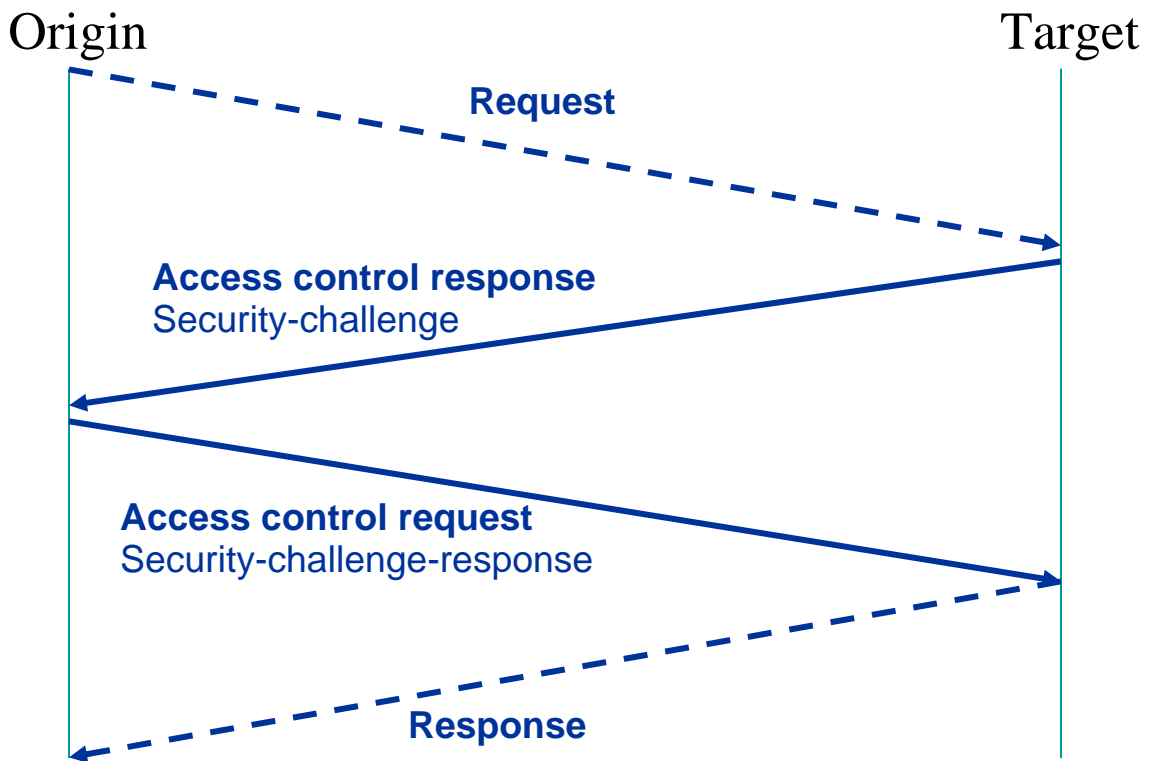 Origin
Target
Request
Access control response
Security-challenge
Access control request
Security-challenge-response
Response